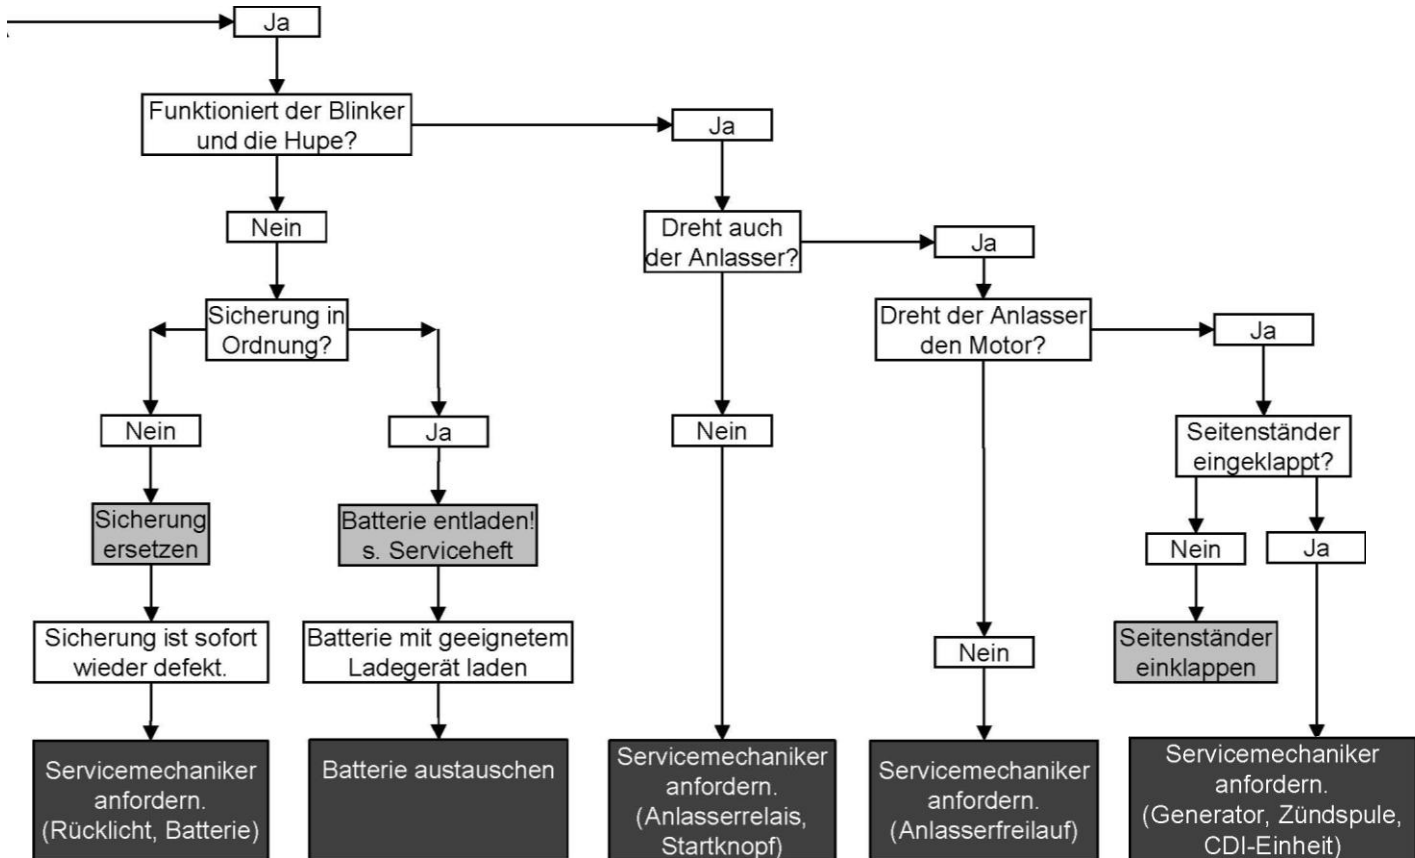 Ja
Funktioniert der Blinker
und die Hupe?
Ja
Nein
Dreht auch
der Anlasser?
Ja
Sicherung in
Ordnung?
Dreht der Anlasser
den Motor?
Ja
Nein
Ja
Nein
Seitenständer
eingeklappt?
Sicherung
ersetzen
Batterie entladen!
s. Serviceheft
Nein
Ja
Sicherung ist sofort
wieder defekt.
Batterie mit geeignetem
Ladegerät laden
Nein
Seitenständer
einklappen
Servicemechaniker
anfordern.
(Rücklicht, Batterie)
Batterie austauschen
Servicemechaniker
anfordern.
(Anlasserrelais,
Startknopf)
Servicemechaniker
anfordern.
(Anlasserfreilauf)
Servicemechaniker
anfordern.
(Generator, Zündspule,
CDI-Einheit)